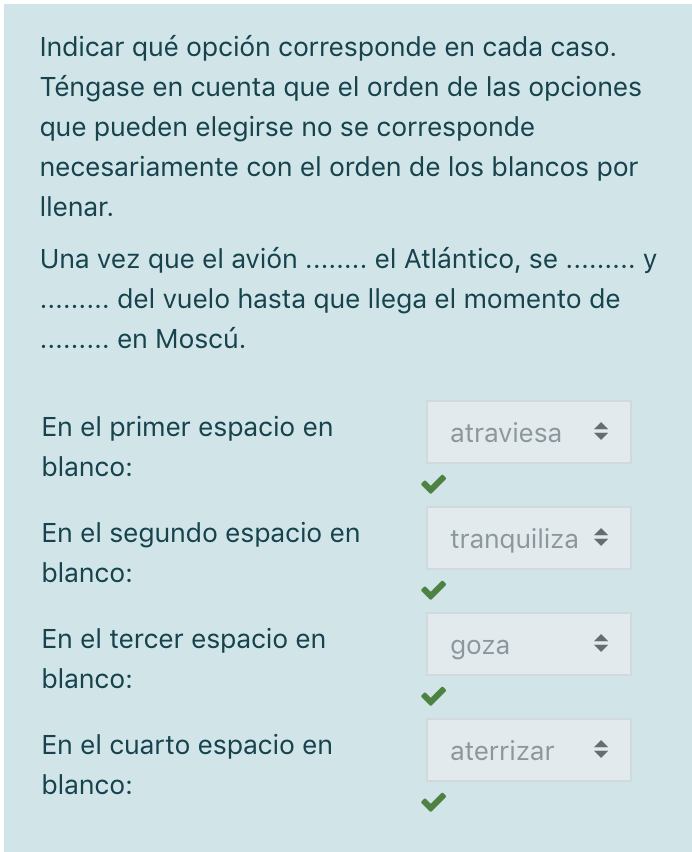 Indicar qué opción corresponde en cada caso.
Téngase en cuenta que el orden de las opciones
que pueden elegirse no se corresponde
necesariamente con el orden de los blancos por
llenar.
Una vez que el avión ........ el Atlántico, se ......... y
......... del vuelo hasta que llega el momento de
......... en Moscú.
En el primer espacio en
blanco:
atraviesa
En el segundo espacio en
blanco:
tranquiliza
En el tercer espacio en
blanco:
goza
En el cuarto espacio en
blanco:
aterrizar